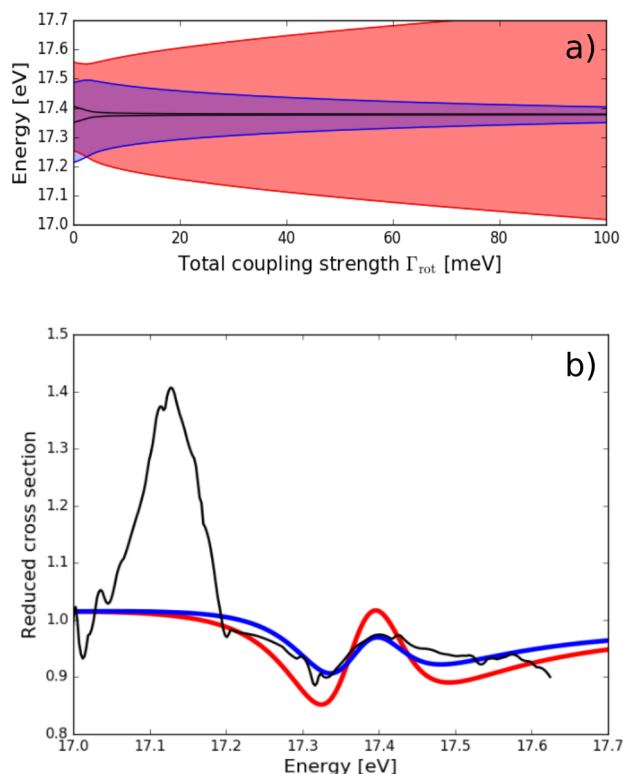 17.7
17.6
17.5
17.4
17.3
17.2
17.1
17.0
Energy [eV]
a)
0 20 40 60 80 100
Total coupling strength Γrot [meV]
1.5
1.4
1.3
1.2
1.1
1.0
0.9
0.8
Reduced cross section
b)
17.0 17.1 17.2 17.3 17.4 17.5 17.6 17.7
Energy [eV]